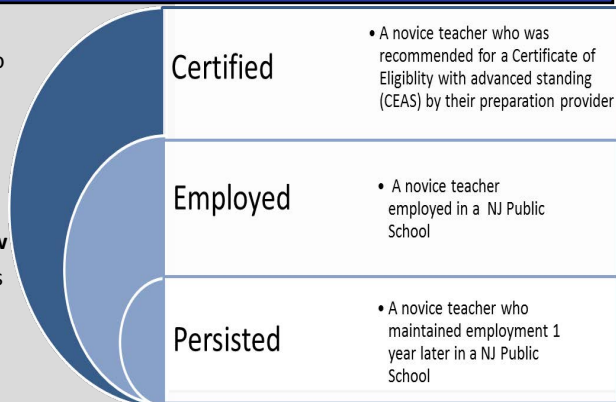 Certified
• A novice teacher who was
recommended for a Certificate of
Eligiblity with advanced standing
(CEAS) by their preparation provider
Employed
• A novice teacher
employed in a NJ Public
School
Persisted
• A novice teacher who
maintained employment 1
year later in a NJ Public
School